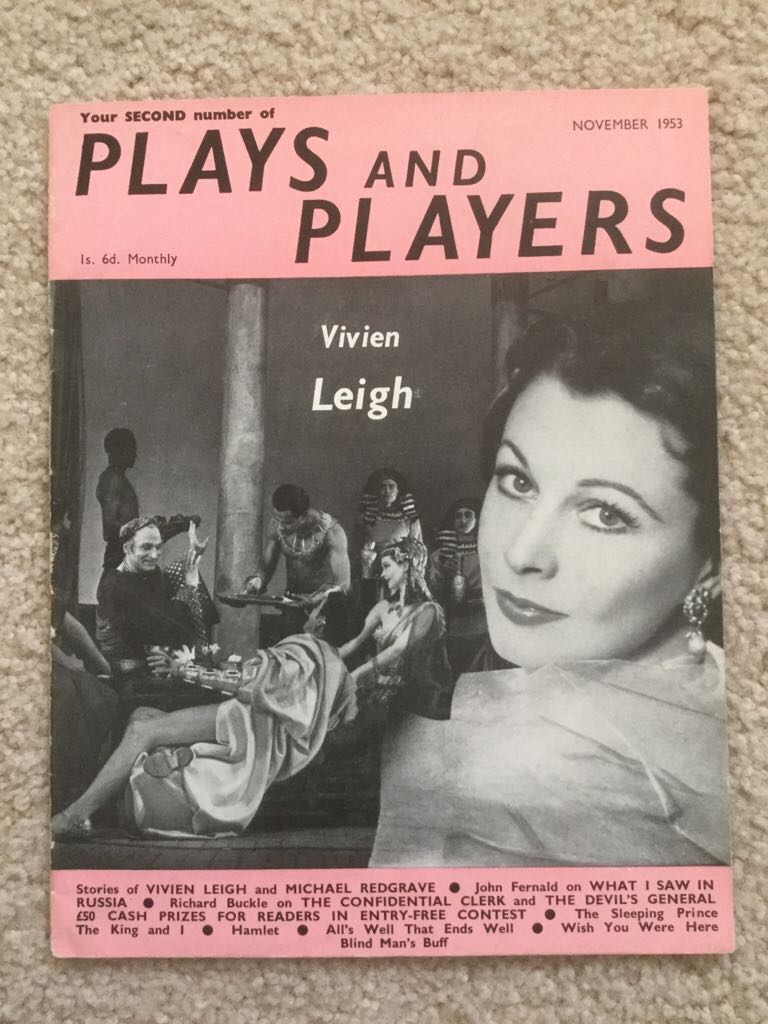 Your SECOND number of
NOVEMBER 1953
PLAYS AND
PLAYERS
1s. 6d. Monthly
Vivien
Leigh
Stories of VIVIEN LEIGH and MICHAEL REDGRAVE ● John Fernald on WHAT I SAW IN
RUSSIA ● Richard Buckle on THE CONFIDENTIAL CLERK and THE DEVIL'S GENERAL
£50 CASH PRIZES FOR READERS IN ENTRY-FREE CONTEST ● The Sleeping Prince
The King and I ● Hamlet ● All's Well That Ends Well ● Wish You Were Here
Blind Man's Buff